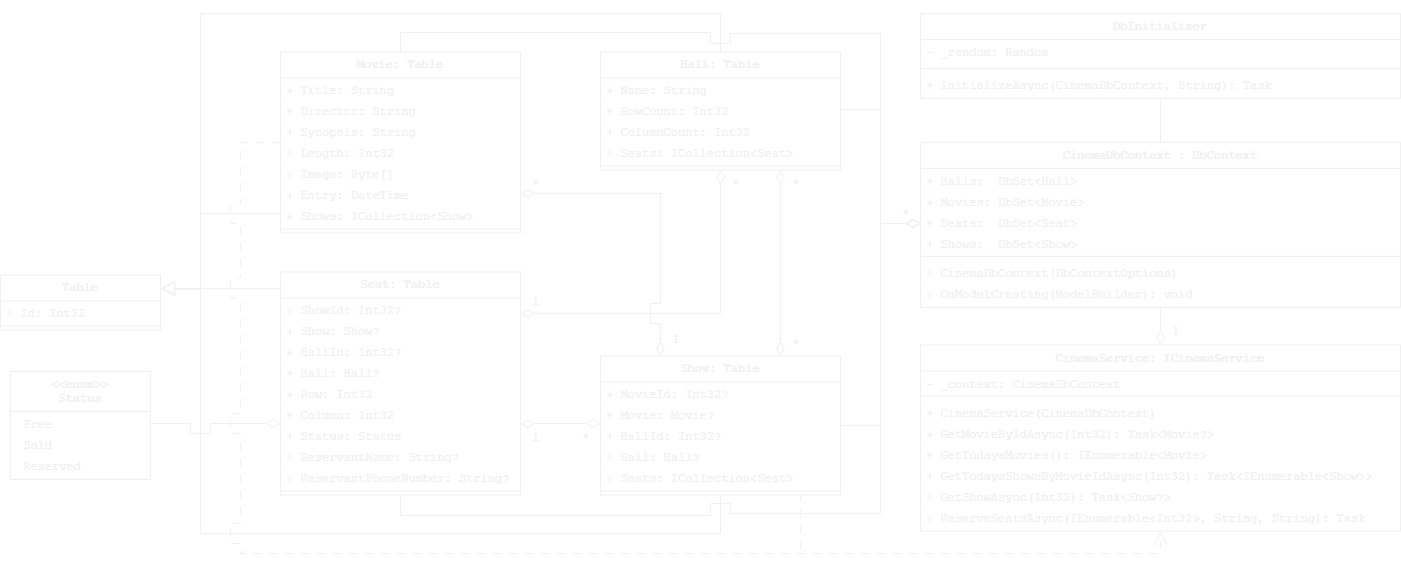 DbInitializer
- _random: Random
+ InitializeAsync(CinemaDbContext, String): Task
Movie: Table
+ Title: String
+ Director: String
+ Synopsis: String
+ Length: Int32
+ Image: Byte[]
+ Entry: DateTime
+ Shows: ICollection<Show>
Hall: Table
+ Name: String
+ RowCount: Int32
+ ColumnCount: Int32
+ Seats: ICollection<Seat>
CinemaDbContext : DbContext
+ Halls:  DbSet<Hall>
+ Movies: DbSet<Movie>
+ Seats:  DbSet<Seat>
+ Shows:  DbSet<Show>
+ CinemaDbContext(DbContextOptions)
+ OnModelCreating(ModelBuilder): void
*
*
*
*
Table
+ Id: Int32
Seat: Table
+ ShowId: Int32?
+ Show: Show?
+ HallId: Int32?
+ Hall: Hall?
+ Row: Int32
+ Column: Int32
+ Status: Status
+ ReservantName: String?
+ ReservantPhoneNumber: String?
1
1
*
1
1
*
<<enum>>
Status
Free
Sold
Reserved
Show: Table
+ MovieId: Int32?
+ Movie: Movie?
+ HallId: Int32?
+ Hall: Hall?
+ Seats: ICollection<Seat>
CinemaService: ICinemaService
- _context: CinemaDbContext
+ CinemaService(CinemaDbContext)
+ GetMovieByIdAsync(Int32): Task<Movie?>
+ GetTodaysMovies(): IEnumerable<Movie>
+ GetTodaysShowsByMovieIdAsync(Int32): Task<IEnumerable<Show>>
+ GetShowAsync(Int32): Task<Show?>
+ ReserveSeatsAsync(IEnumerable<Int32>, String, String): Task